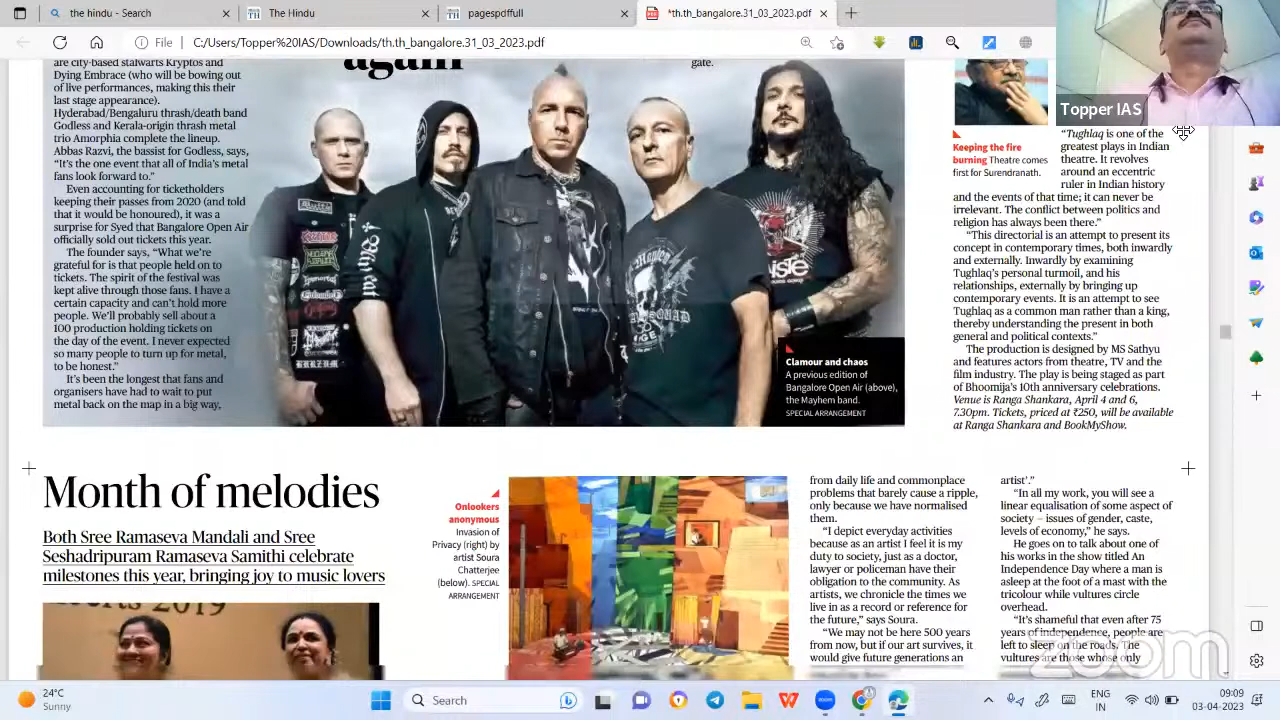 the hindu - Search
The Hindu
pagespdfull
*th.th_bangalore.31_03_2023.pdf
File
C:/Users/Topper%20IAS/Downloads/th.th_bangalore.31_03_2023.pdf
Topper IAS
are city-based stalwarts Kryptos and
Dying Embrace (who will be bowing out
of live performances, making this their
last stage appearance).
Hyderabad/Bengaluru thrash/death band
Godless and Kerala-origin thrash metal
trio Amorphia complete the lineup.
Abbas Razvi, the bassist for Godless, says,
“It’s the one event that all of India’s metal
fans look forward to.”
Even accounting for ticketholders
keeping their passes from 2020 (and told
that it would be honoured), it was a
surprise for Syed that Bangalore Open Air
officially sold out tickets this year.
The founder says, “What we’re
grateful for is that people held on to
tickets. The spirit of the festival was
kept alive through those fans. I have a
certain capacity and can’t hold more
people. We’ll probably sell about a
100 production holding tickets on
the day of the event. I never expected
so many people to turn up for metal,
to be honest.”
It’s been the longest that fans and
organisers have had to wait to put
metal back on the map in a big way,
again
gate.
Clamour and chaos
A previous edition of
Bangalore Open Air (above),
the Mayhem band.
SPECIAL ARRANGEMENT
Keeping the fire
burning Theatre comes
first for Surendranath.
“Tughlaq is one of the
greatest plays in Indian
theatre. It revolves
around an eccentric
ruler in Indian history
and the events of that time; it can never be
irrelevant. The conflict between politics and
religion has always been there.”
“This directorial is an attempt to present its
concept in contemporary times, both inwardly
and externally. Inwardly by examining
Tughlaq’s personal turmoil, and his
relationships, externally by bringing up
contemporary events. It is an attempt to see
Tughlaq as a common man rather than a king,
thereby understanding the present in both
general and political contexts.”
The production is designed by MS Sathyu
and features actors from theatre, TV and the
film industry. The play is being staged as part
of Bhoomija’s 10th anniversary celebrations.
Venue is Ranga Shankara, April 4 and 6,
7.30pm. Tickets, priced at ₹250, will be available
at Ranga Shankara and BookMyShow.
Month of melodies
Both Sree Ramaseva Mandali and Sree
Seshadripuram Ramaseva Samithi celebrate
milestones this year, bringing joy to music lovers
2019
Onlookers
anonymous
Invasion of
Privacy (right) by
artist Soura
Chatterjee
(below). SPECIAL
ARRANGEMENT
from daily life and commonplace
problems that barely cause a ripple,
only because we have normalised
them.
“I depict everyday activities
because as an artist I feel it is my
duty to society, just as a doctor,
lawyer or policeman have their
obligation to the community. As
artists, we chronicle the times we
live in as a record or reference for
the future,” says Soura.
“We may not be here 500 years
from now, but if our art survives, it
would give future generations an
artist’.”
“In all my work, you will see a
linear equalisation of some aspect of
society – issues of gender, caste,
levels of economy,” he says.
He goes on to talk about one of
his works in the show titled An
Independence Day where a man is
asleep at the foot of a mast with the
tricolour while vultures circle
overhead.
“It’s shameful that even after 75
years of independence, people are
left to sleep on the roads. The
vultures are those whose only
zoom
24°C
Sunny
Search
ENG
IN
09:09
03-04-2023